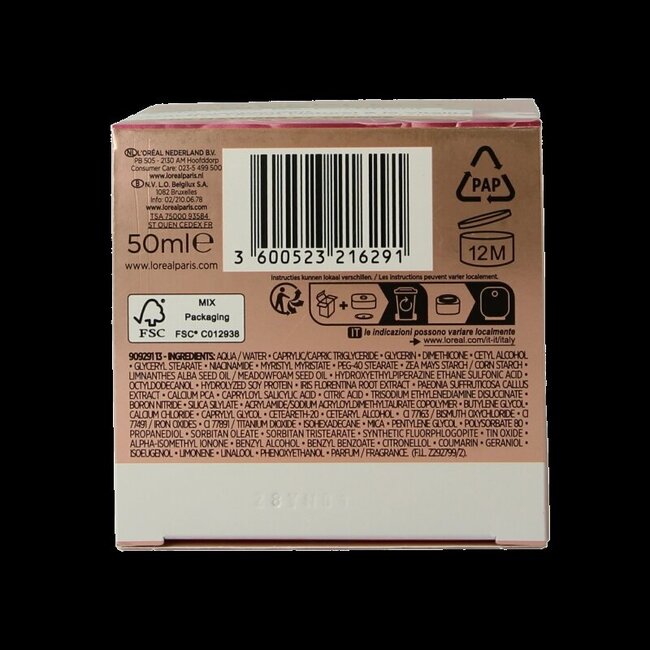 NL L'ORÉAL NEDERLAND B.V.
PB 505 - 2130 AM Hoofddorp
Consumer Care: 023-5 499 500
www.lorealparis.nl
B N.V. L.O. Belgilux S.A.
1082 Bruxelles
Info: 02/210.06.78
www.lorealparis.be
TSA 75000 93584
ST OUEN CEDEX FR
50ml e
www.lorealparis.com
3 600523 216291
PAP
12M
Instructies kunnen lokaal verschillen. / Les instructions peuvent varier localement.
FSC
MIX
Packaging
FSC® C012938
IT le indicazioni possono variare localmente
www.loreal.com/it-it/italy
909291 13 - INGREDIENTS: AQUA / WATER • CAPRYLIC/CAPRIC TRIGLYCERIDE • GLYCERIN • DIMETHICONE • CETYL ALCOHOL
• GLYCERYL STEARATE • NIACINAMIDE • MYRISTYL MYRISTATE • PEG-40 STEARATE • ZEA MAYS STARCH / CORN STARCH •
LIMNANTHES ALBA SEED OIL / MEADOWFOAM SEED OIL • HYDROXYETHYLPIPERAZINE ETHANE SULFONIC ACID •
OCTYLDODECANOL • HYDROLYZED SOY PROTEIN • IRIS FLORENTINA ROOT EXTRACT • PAEONIA SUFFRUTICOSA CALLUS
EXTRACT • CALCIUM PCA • CAPRYLOYL SALICYLIC ACID • CITRIC ACID • TRISODIUM ETHYLENEDIAMINE DISUCCINATE •
BORON NITRIDE • SILICA SILYLATE • ACRYLAMIDE/SODIUM ACRYLOYLDIMETHYLTAURATE COPOLYMER • BUTYLENE GLYCOL •
CALCIUM CHLORIDE • CAPRYLYL GLYCOL • CETEARETH-20 • CETEARYL ALCOHOL • CI 77163 / BISMUTH OXYCHLORIDE • CI
77491 / IRON OXIDES • CI 77891 / TITANIUM DIOXIDE • ISOHEXADECANE • MICA • PENTYLENE GLYCOL • POLYSORBATE 80 •
PROPANEDIOL • SORBITAN OLEATE • SORBITAN TRISTEARATE • SYNTHETIC FLUORPHLOGOPITE • TIN OXIDE •
ALPHA-ISOMETHYL IONONE • BENZYL ALCOHOL • BENZYL BENZOATE • CITRONELLOL • COUMARIN • GERANIOL •
ISOEUGENOL • LIMONENE • LINALOOL • PHENOXYETHANOL • PARFUM / FRAGRANCE. (F.I.L. Z292799/2).